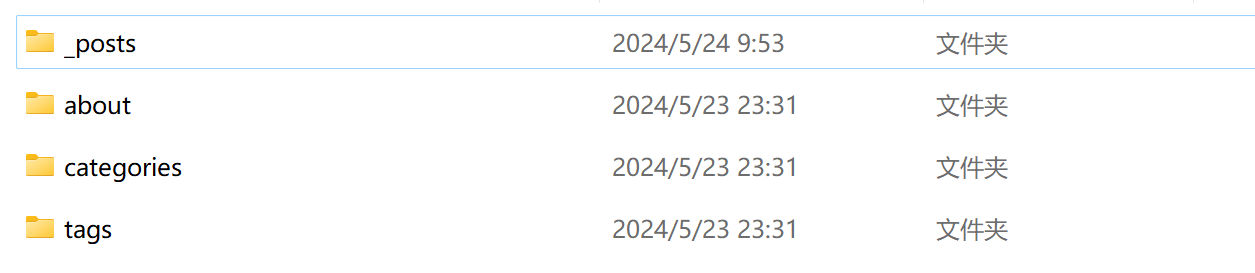 _posts 2024/5/24 9:53 文件夹
about 2024/5/23 23:31 文件夹
categories 2024/5/23 23:31 文件夹
tags 2024/5/23 23:31 文件夹